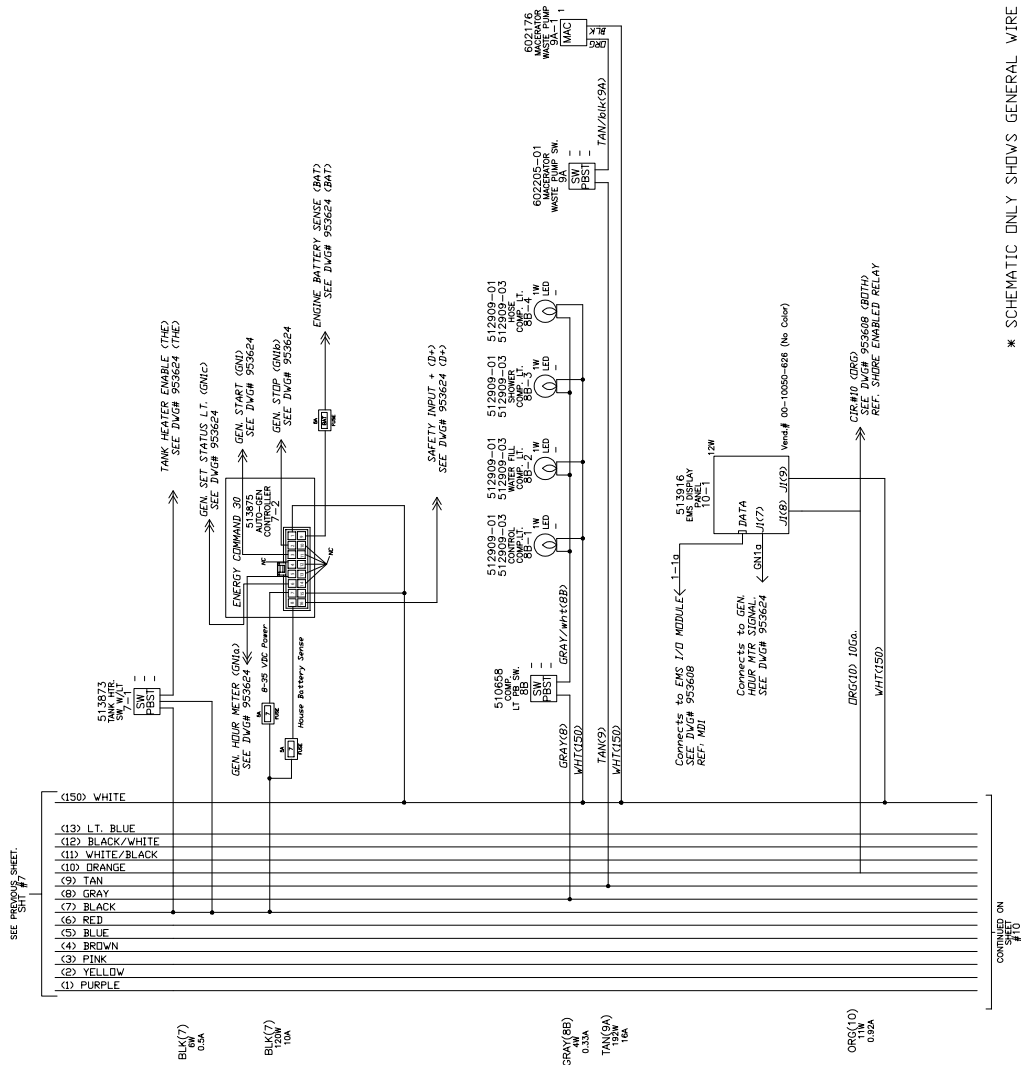 SEE PREVIOUS SHEET.
SHT #7
(150) WHITE
(13) LT. BLUE
(12) BLACK/WHITE
(11) WHITE/BLACK
(10) ORANGE
(9) TAN
(8) GRAY
(7) BLACK
(6) RED
(5) BLUE
(4) BROWN
(3) PINK
(2) YELLOW
(1) PURPLE
CONTINUED ON
SHEET
#10
BLK(7)
6W
0.5A
BLK(7)
120W
10A
GRAY(8B)
4W
0.33A
TAN(9A)
192W
16A
ORG(10)
11W
0.92A
513873
TANK HTR.
SW W/LT
7-1
SW
PBST
TANK HEATER ENABLE (THE)
SEE DWG# 953624 (THE)
GEN. SET STATUS LT. (GN1c)
SEE DWG# 953624
GEN. START (GN1)
SEE DWG# 953624
GEN. STOP (GN1b)
SEE DWG# 953624
ENGINE BATTERY SENSE (BAT)
SEE DWG# 953624 (BAT)
SAFETY INPUT + (D+)
SEE DWG# 953624 (D+)
GEN. HOUR METER (GN1a)
SEE DWG# 953624
ENERGY COMMAND 30
513875
AUTO-GEN
CONTROLLER
7-2
NC
NC
8-35 VDC Power
House Battery Sense
5A
7
FUSE
5A
7
FUSE
5A
BAT
FUSE
510658
COMP.
LT PB SW.
8B
SW
PBST
GRAY(8)
WHT(150)
GRAY/wht(8B)
512909-01
512909-03
CONTROL
COMP.LT.
8B-1
1W
LED
512909-01
512909-03
WATER FILL
COMP. LT.
8B-2
1W
LED
512909-01
512909-03
SHOWER
COMP. LT.
8B-3
1W
LED
512909-01
512909-03
HOSE
COMP. LT.
8B-4
1W
LED
TAN(9)
WHT(150)
602205-01
MACERATOR
WASTE PUMP SW.
9A
SW
PBST
TAN/blk(9A)
602176
MACERATOR
WASTE PUMP
9A-1
1
MAC
ORG
BLK
513916
EMS DISPLAY
PANEL
10-1
12W
DATA
J1(7)
J1(8)
J1(9)
Vend.# 00-10050-626 (No Color)
1-1a
Connects to EMS I/O MODULE
SEE DWG# 953608
REF: MD1
GN1a
Connects to GEN.
HOUR MTR SIGNAL.
SEE DWG# 953624
ORG(10) 10Ga.
WHT(150)
CIR.#10 (ORG)
SEE DWG# 953608 (BOTH)
REF. SHORE ENABLED RELAY
* SCHEMATIC ONLY SHOWS GENERAL WIRE